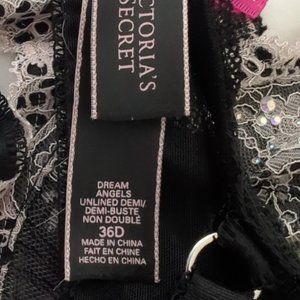 VICTORIA'S
SECRET
DREAM
ANGELS
UNLINED DEMI/
DEMI-BUSTE
NON DOUBLÉ
36D
MADE IN CHINA
FAIT EN CHINE
HECHO EN CHINA